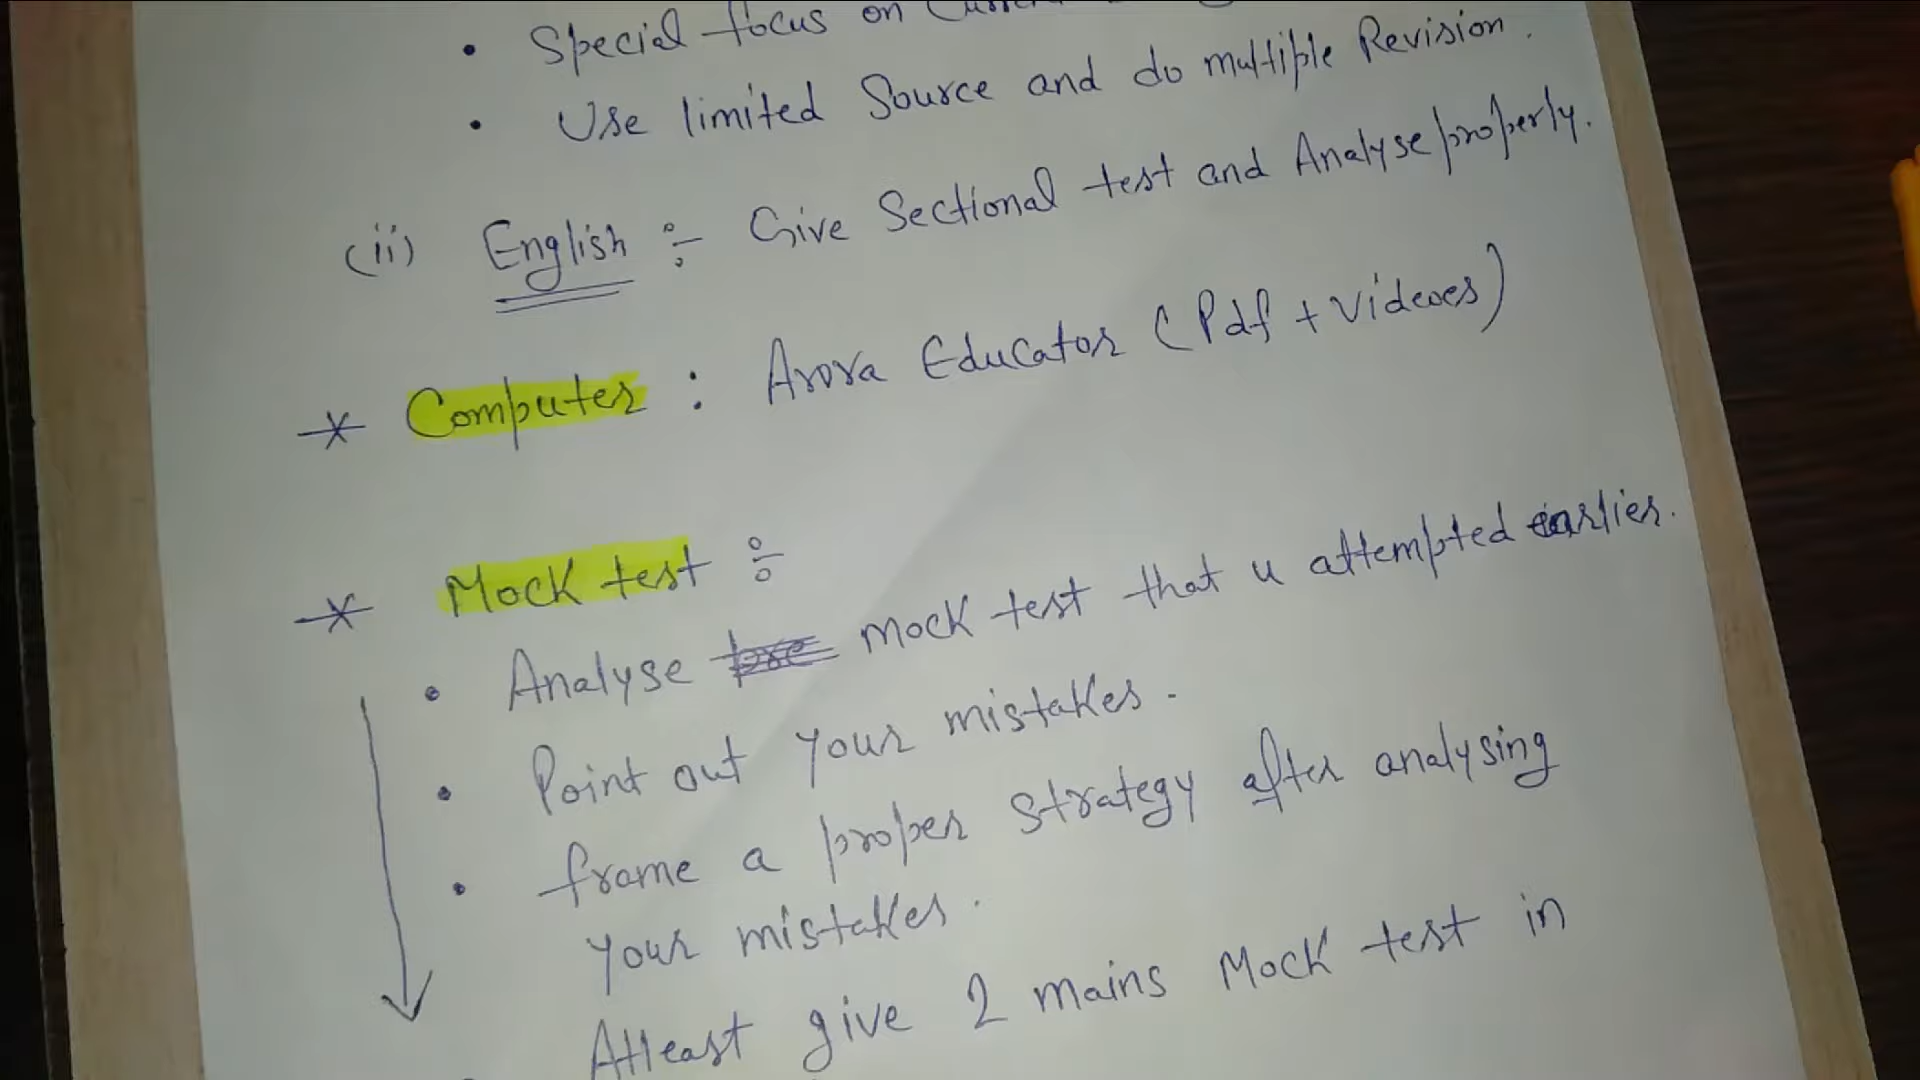 • Special focus on
• Use limited Source and do multiple Revision.
(ii) English :- Give Sectional test and Analyse properly.
* Computer : Arora Educator (Pdf + Videoes)
* Mock test :-
• Analyse mock test that u attempted earlier.
• Point out your mistakes.
• frame a proper strategy after analysing
your mistakes.
Atleast give 2 mains Mock test in